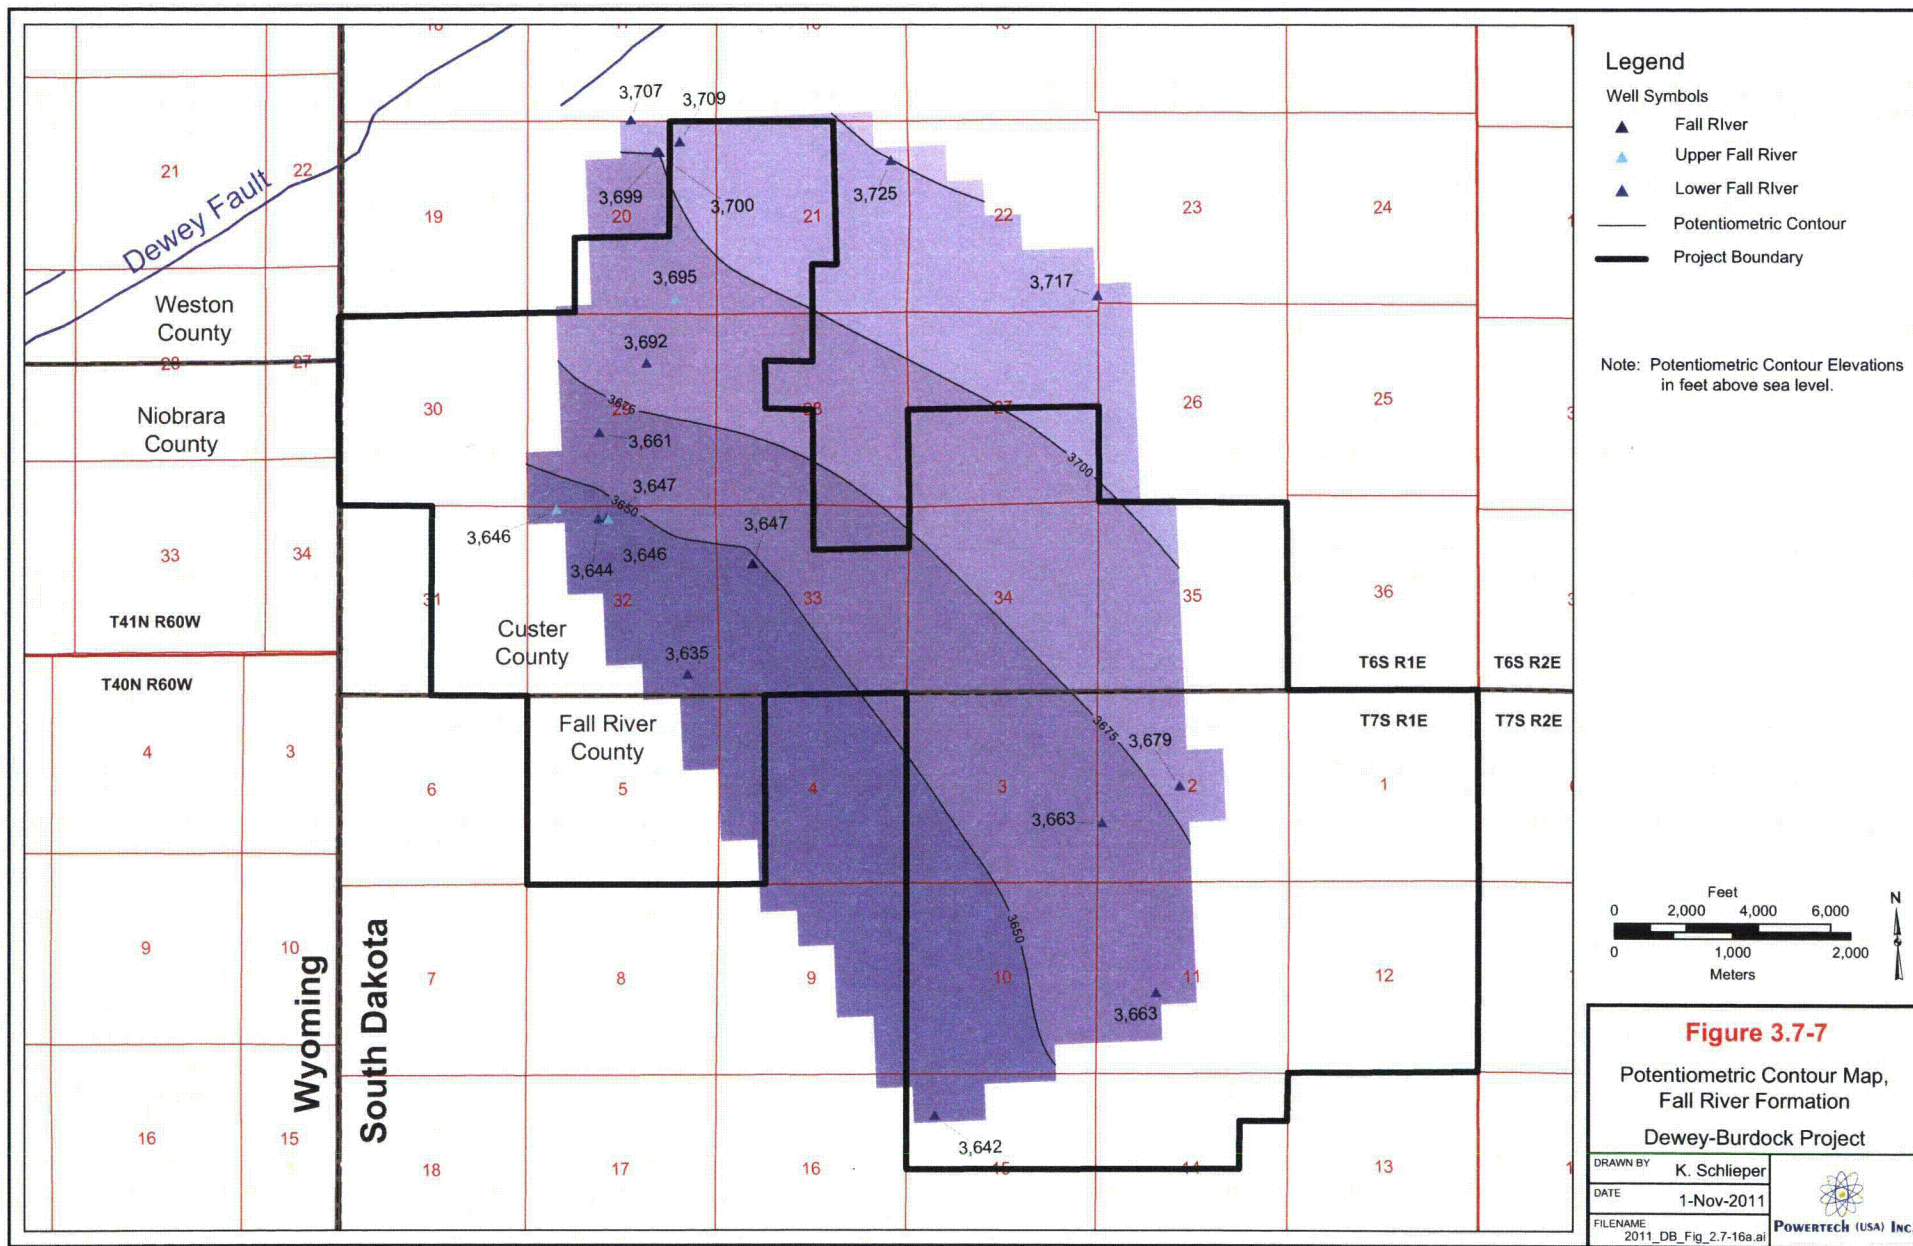 18
17
16
15
3,707
3,709
21
22
Dewey Fault
3,699
20
3,700
21
3,725
22
23
24
19
3,695
3,717
Weston
County
28
27
3,692
Niobrara
County
30
3675
29
28
27
26
25
3,661
3700
3,647
3650
3,647
33
34
3,646
3,646
3,644
31
32
33
34
35
36
T41N R60W
Custer
County
3,635
T6S R1E
T6S R2E
T40N R60W
T7S R1E
T7S R2E
Fall River
County
3675
3,679
4
3
6
5
4
3
2
1
3,663
3650
9
10
7
8
9
10
11
12
3,663
Wyoming
South Dakota
16
15
3,642
18
17
16
15
14
13
Legend
Well Symbols
Fall RIver
Upper Fall River
Lower Fall RIver
Potentiometric Contour
Project Boundary
Note: Potentiometric Contour Elevations
in feet above sea level.
Feet
0 2,000 4,000 6,000
0 1,000 2,000
Meters
N
Figure 3.7-7
Potentiometric Contour Map,
Fall River Formation
Dewey-Burdock Project
DRAWN BY K. Schlieper
DATE 1-Nov-2011
FILENAME 2011_DB_Fig_2.7-16a.ai
POWERTECH (USA) INC.